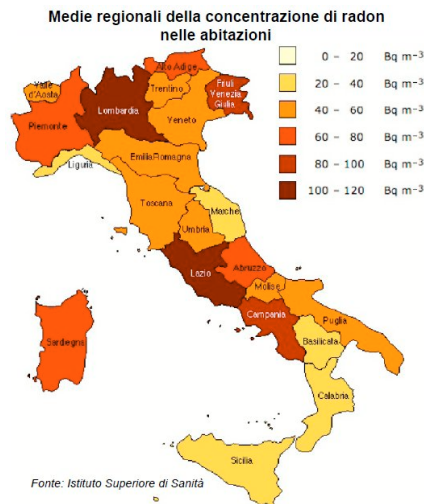 Medie regionali della concentrazione di radon
nelle abitazioni
0 – 20 Bq m⁻³
20 – 40 Bq m⁻³
40 – 60 Bq m⁻³
60 – 80 Bq m⁻³
80 – 100 Bq m⁻³
100 – 120 Bq m⁻³
Alto Adige
Valle
d'Aosta
Trentino
Friuli
Venezia
Giulia
Lombardia
Veneto
Piemonte
Emilia Romagna
Liguria
Toscana
Marche
Umbria
Lazio
Abruzzo
Molise
Campania
Puglia
Basilicata
Sardegna
Calabria
Sicilia
Fonte: Istituto Superiore di Sanità